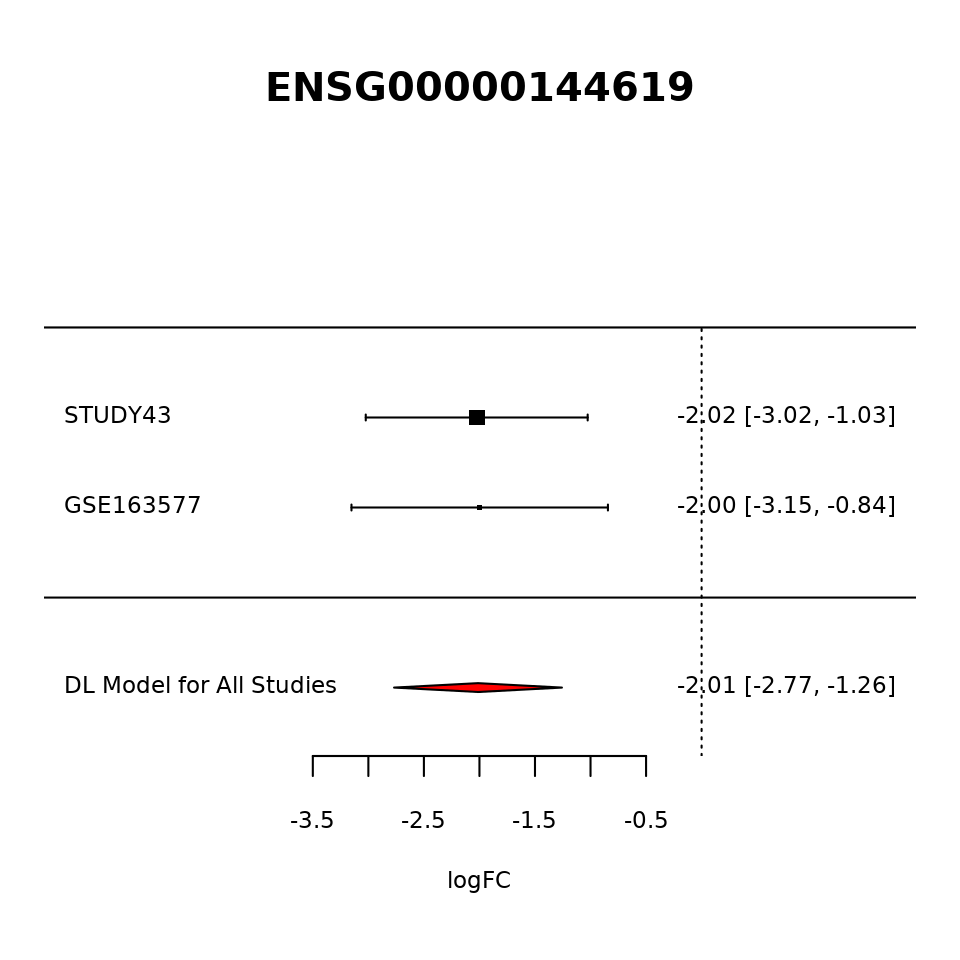 ENSG00000144619
STUDY43 -2.02 [-3.02, -1.03]
GSE163577 -2.00 [-3.15, -0.84]
DL Model for All Studies -2.01 [-2.77, -1.26]
-3.5 -2.5 -1.5 -0.5
logFC